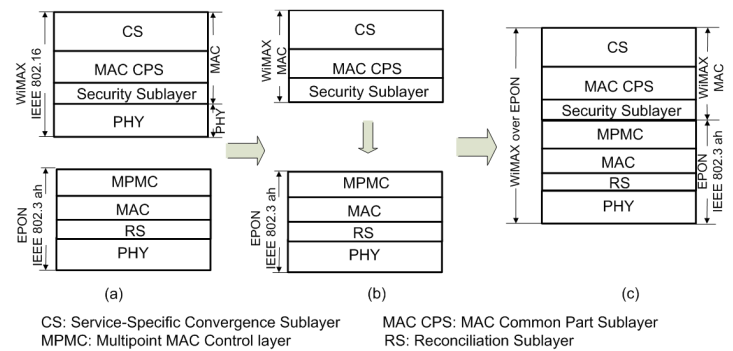 WiMAX
IEEE 802.16
CS
MAC CPS
Security Sublayer
PHY
MAC
PHY
EPON
IEEE 802.3 ah
MPMC
MAC
RS
PHY
(a)
WiMAX
MAC
CS
MAC CPS
Security Sublayer
EPON
IEEE 802.3 ah
MPMC
MAC
RS
PHY
(b)
WiMAX over EPON
CS
MAC CPS
Security Sublayer
MPMC
MAC
RS
PHY
WiMAX
MAC
EPON
IEEE 802.3 ah
(c)
CS: Service-Specific Convergence Sublayer
MAC CPS: MAC Common Part Sublayer
MPMC: Multipoint MAC Control layer
RS: Reconciliation Sublayer